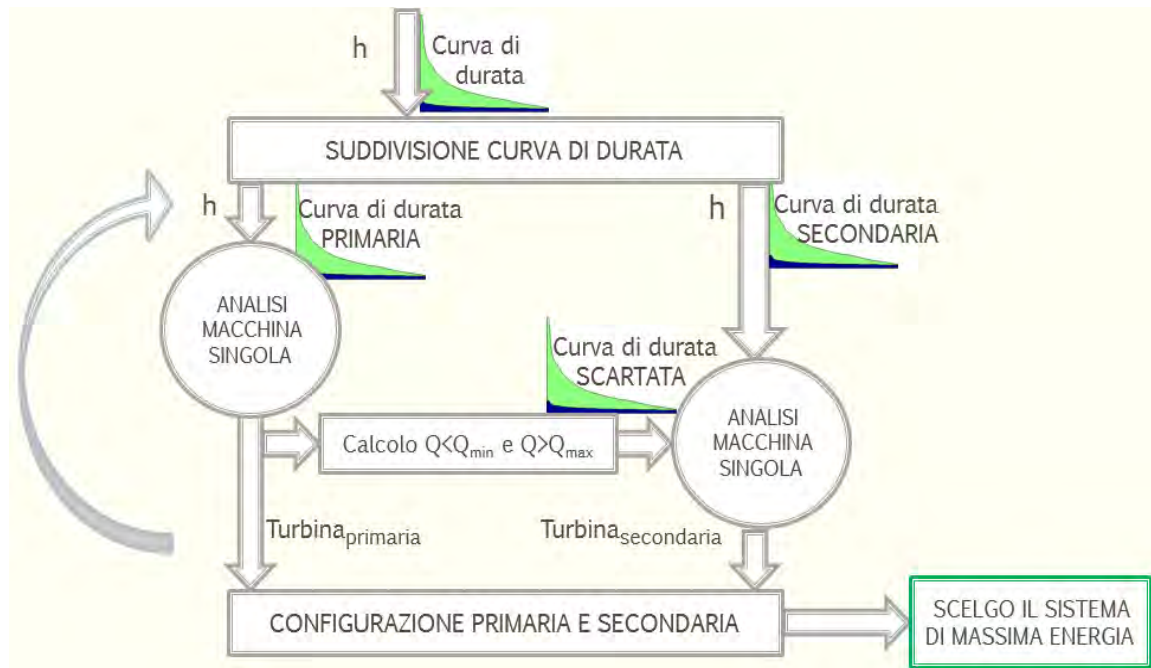 h
Curva di
durata
SUDDIVISIONE CURVA DI DURATA
h
Curva di durata
PRIMARIA
h
Curva di durata
SECONDARIA
ANALISI
MACCHINA
SINGOLA
Curva di durata
SCARTATA
Calcolo Q<Qmin e Q>Qmax
ANALISI
MACCHINA
SINGOLA
Turbinaprimaria
Turbinasecondaria
CONFIGURAZIONE PRIMARIA E SECONDARIA
SCELGO IL SISTEMA
DI MASSIMA ENERGIA